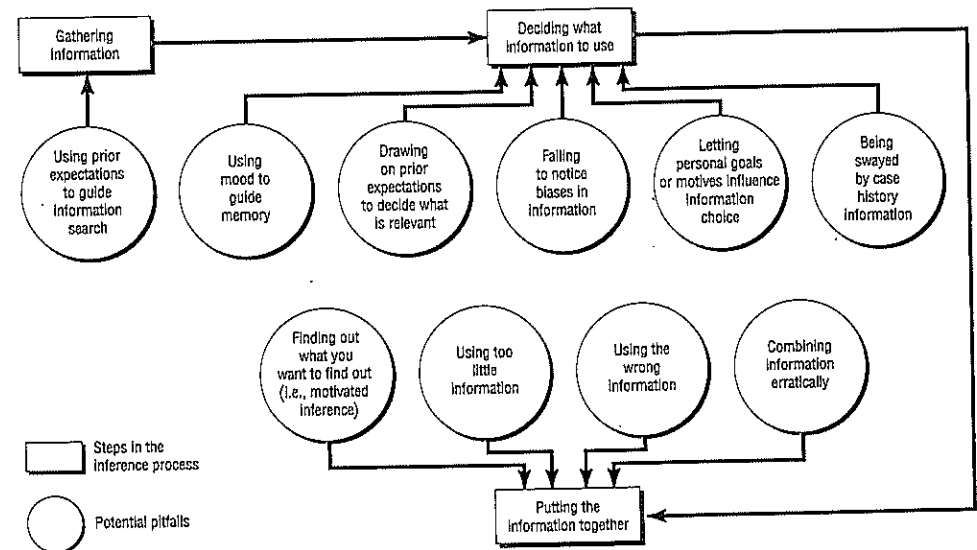 Gathering
information
Deciding what
information to use
Using prior
expectations
to guide
information
search
Using
mood to
guide
memory
Drawing
on prior
expectations
to decide what
is relevant
Failing
to notice
biases in
information
Letting
personal goals
or motives influence
information
choice
Being
swayed
by case
history
information
Finding out
what you
want to find out
(i.e., motivated
inference)
Using too
little
information
Using the
wrong
information
Combining
information
erratically
Steps in the
inference process
Potential pitfalls
Putting the
information together